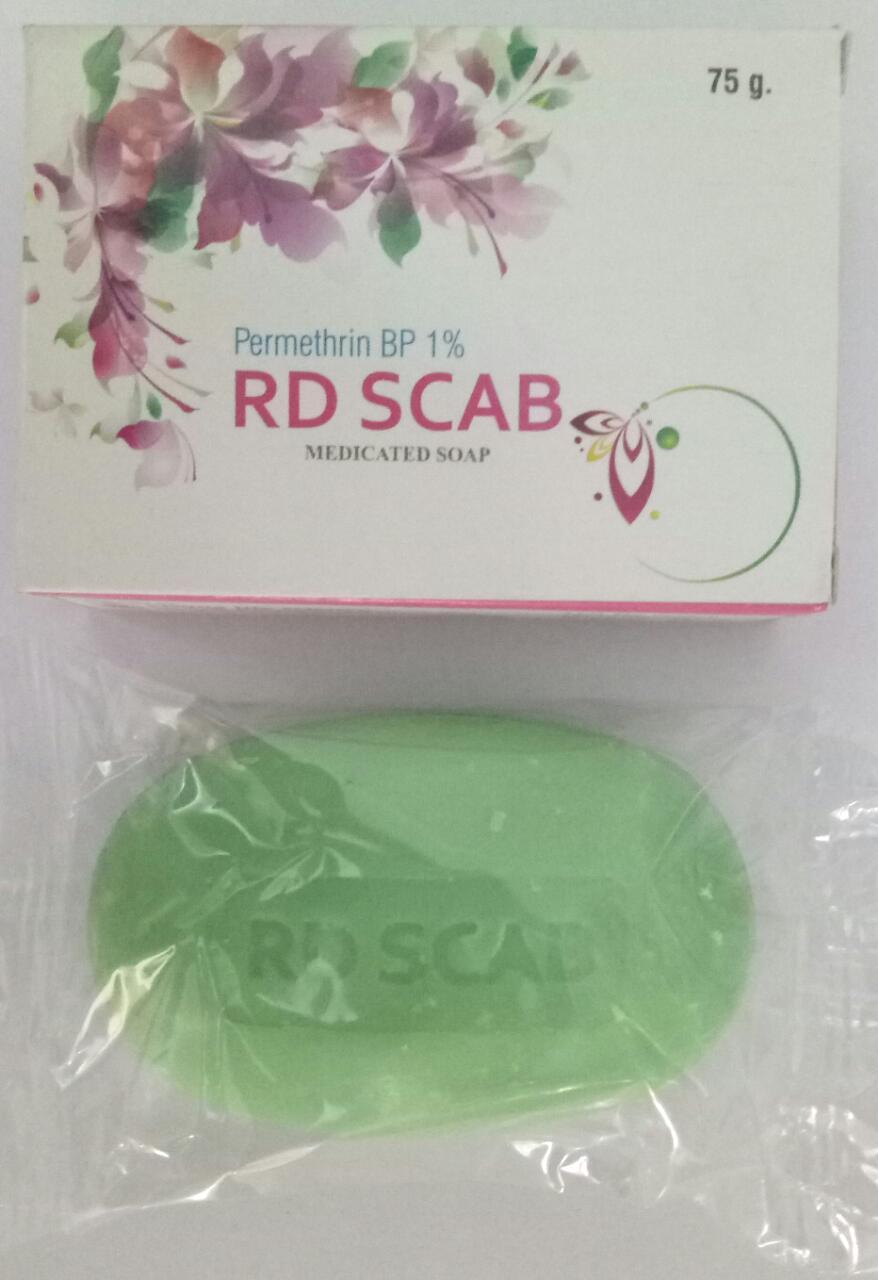 75 g.
Permethrin BP 1%
RD SCAB
MEDICATED SOAP
RD SCAB